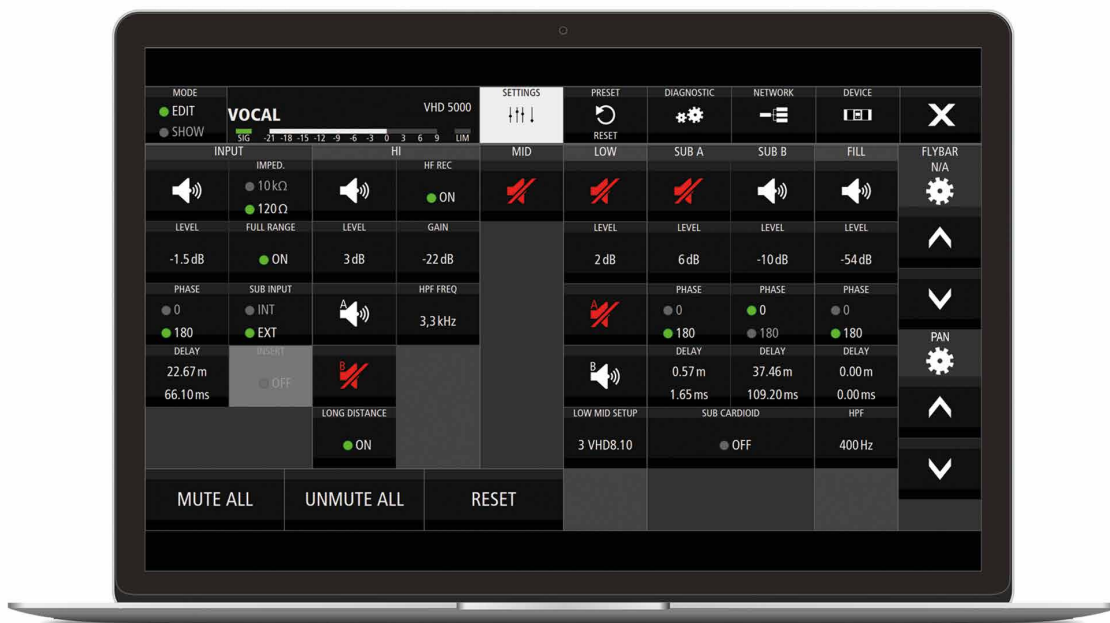 MODE
EDIT
SHOW
VOCAL
VHD 5000
SIG -21 -18 -15 -12 -9 -6 -3 0 3 6 9 LIM
SETTINGS
PRESET
RESET
DIAGNOSTIC
NETWORK
DEVICE
X
INPUT HI MID LOW SUB A SUB B FILL FLYBAR
N/A
IMPED.
10 kΩ
120 Ω
HF REC
ON
LEVEL FULL RANGE LEVEL GAIN LEVEL LEVEL LEVEL LEVEL
-1.5 dB ON 3 dB -22 dB 2 dB 6 dB -10 dB -54 dB
PHASE SUB INPUT HPF FREQ PHASE PHASE PHASE
0 INT A 3,3 kHz A 0 0 0
180 EXT 180 180 180
PAN
DELAY INSERT DELAY DELAY DELAY
22.67 m OFF B B 0.57 m 37.46 m 0.00 m
66.10 ms 1.65 ms 109.20 ms 0.00 ms
LONG DISTANCE LOW MID SETUP SUB CARDIOID HPF
ON 3 VHD8.10 OFF 400 Hz
MUTE ALL UNMUTE ALL RESET